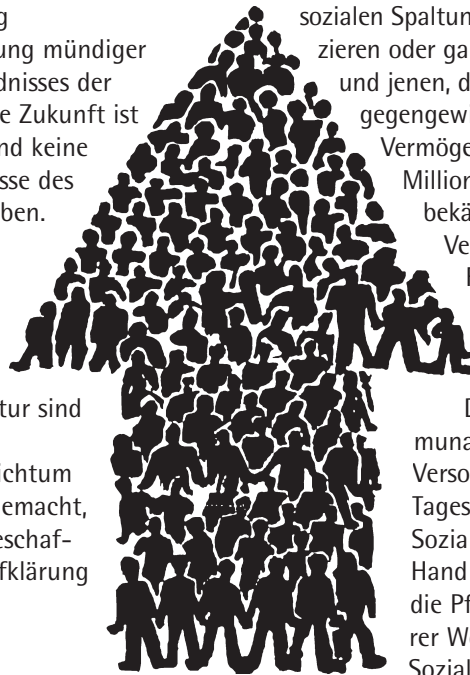 g
ung mündiger
dnisses der
e Zukunft ist
nd keine
sse des
ben.
tur sind
ichtum
emacht,
eschaf-
fklärung
sozialen Spaltun
zieren oder ga
und jenen, d
gegengewi
Vermöge
Million
bekä
Ve
D
muna
Verso
Tages
Sozia
Hand
die Pf
rer We
Sozial